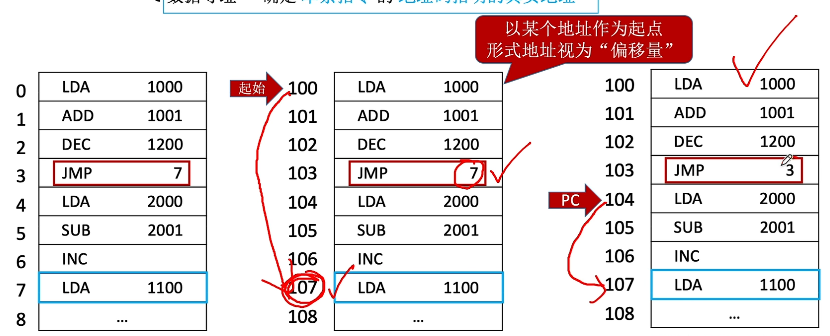 以某个地址作为起点
形式地址视为“偏移量”
0 LDA 1000
1 ADD 1001
2 DEC 1200
3 JMP 7
4 LDA 2000
5 SUB 2001
6 INC
7 LDA 1100
8 …
起始
100 LDA 1000
101 ADD 1001
102 DEC 1200
103 JMP 7
104 LDA 2000
105 SUB 2001
106 INC
107 LDA 1100
108 …
100 LDA 1000
101 ADD 1001
102 DEC 1200
103 JMP 3
PC
104 LDA 2000
105 SUB 2001
106 INC
107 LDA 1100
108 …